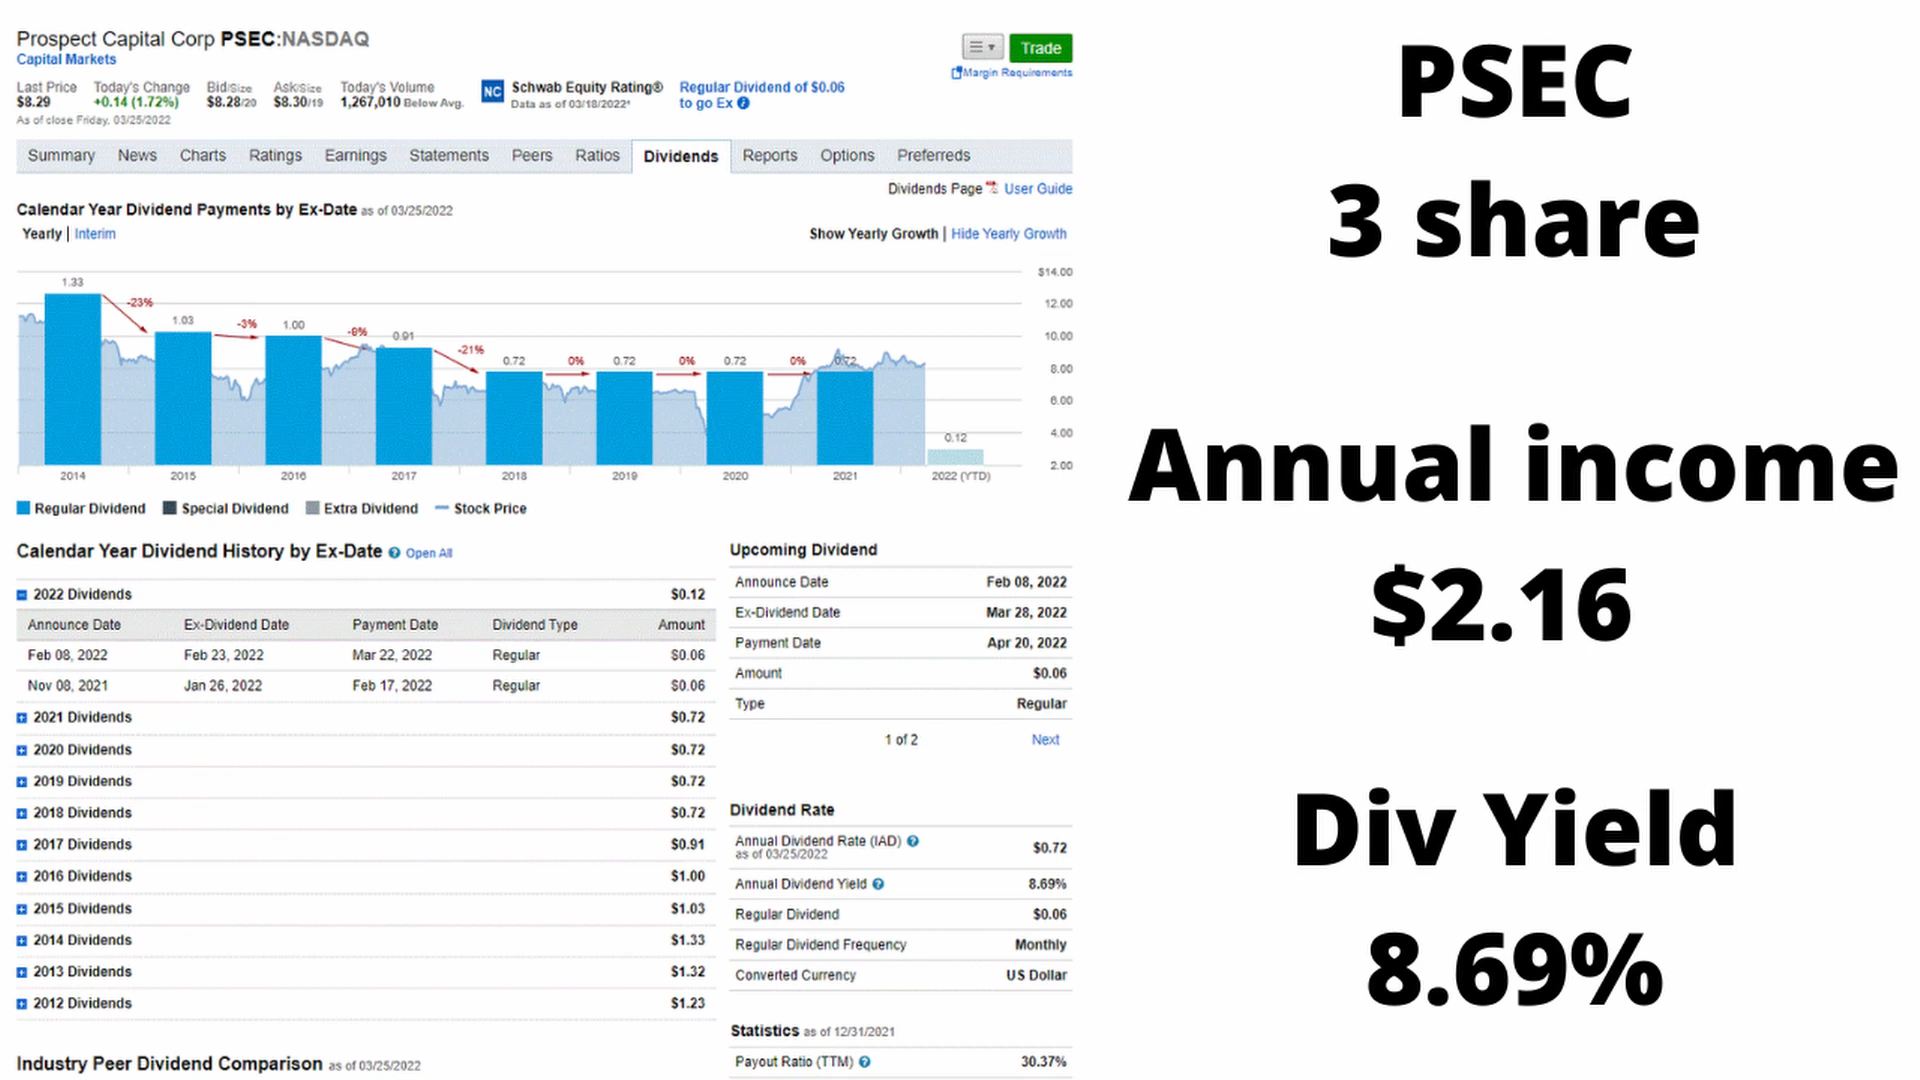 Prospect Capital Corp PSEC:NASDAQ
Capital Markets
Trade
Margin Requirements
Last Price Today's Change Bid/Size Ask/Size Today's Volume
$8.29 +0.14 (1.72%) $8.28/20 $8.30/19 1,267,010 Below Avg.
As of close Friday, 03/25/2022
NC Schwab Equity Rating®
Data as of 03/18/2022*
Regular Dividend of $0.06
to go Ex
Summary News Charts Ratings Earnings Statements Peers Ratios Dividends Reports Options Preferreds
Dividends Page User Guide
Calendar Year Dividend Payments by Ex-Date as of 03/25/2022
Yearly | Interim Show Yearly Growth | Hide Yearly Growth
$14.00
12.00
10.00
8.00
6.00
4.00
2.00
1.33 1.03 1.00 0.91 0.72 0.72 0.72 0.72 0.12
-23% -3% -9% -21% 0% 0% 0%
2014 2015 2016 2017 2018 2019 2020 2021 2022 (YTD)
Regular Dividend Special Dividend Extra Dividend Stock Price
Calendar Year Dividend History by Ex-Date Open All
2022 Dividends $0.12
Announce Date Ex-Dividend Date Payment Date Dividend Type Amount
Feb 08, 2022 Feb 23, 2022 Mar 22, 2022 Regular $0.06
Nov 08, 2021 Jan 26, 2022 Feb 17, 2022 Regular $0.06
2021 Dividends $0.72
2020 Dividends $0.72
2019 Dividends $0.72
2018 Dividends $0.72
2017 Dividends $0.91
2016 Dividends $1.00
2015 Dividends $1.03
2014 Dividends $1.33
2013 Dividends $1.32
2012 Dividends $1.23
Industry Peer Dividend Comparison as of 03/25/2022
Upcoming Dividend
Announce Date Feb 08, 2022
Ex-Dividend Date Mar 28, 2022
Payment Date Apr 20, 2022
Amount $0.06
Type Regular
1 of 2 Next
Dividend Rate
Annual Dividend Rate (IAD) $0.72
as of 03/25/2022
Annual Dividend Yield 8.69%
Regular Dividend $0.06
Regular Dividend Frequency Monthly
Converted Currency US Dollar
Statistics as of 12/31/2021
Payout Ratio (TTM) 30.37%
PSEC
3 share
Annual income
$2.16
Div Yield
8.69%